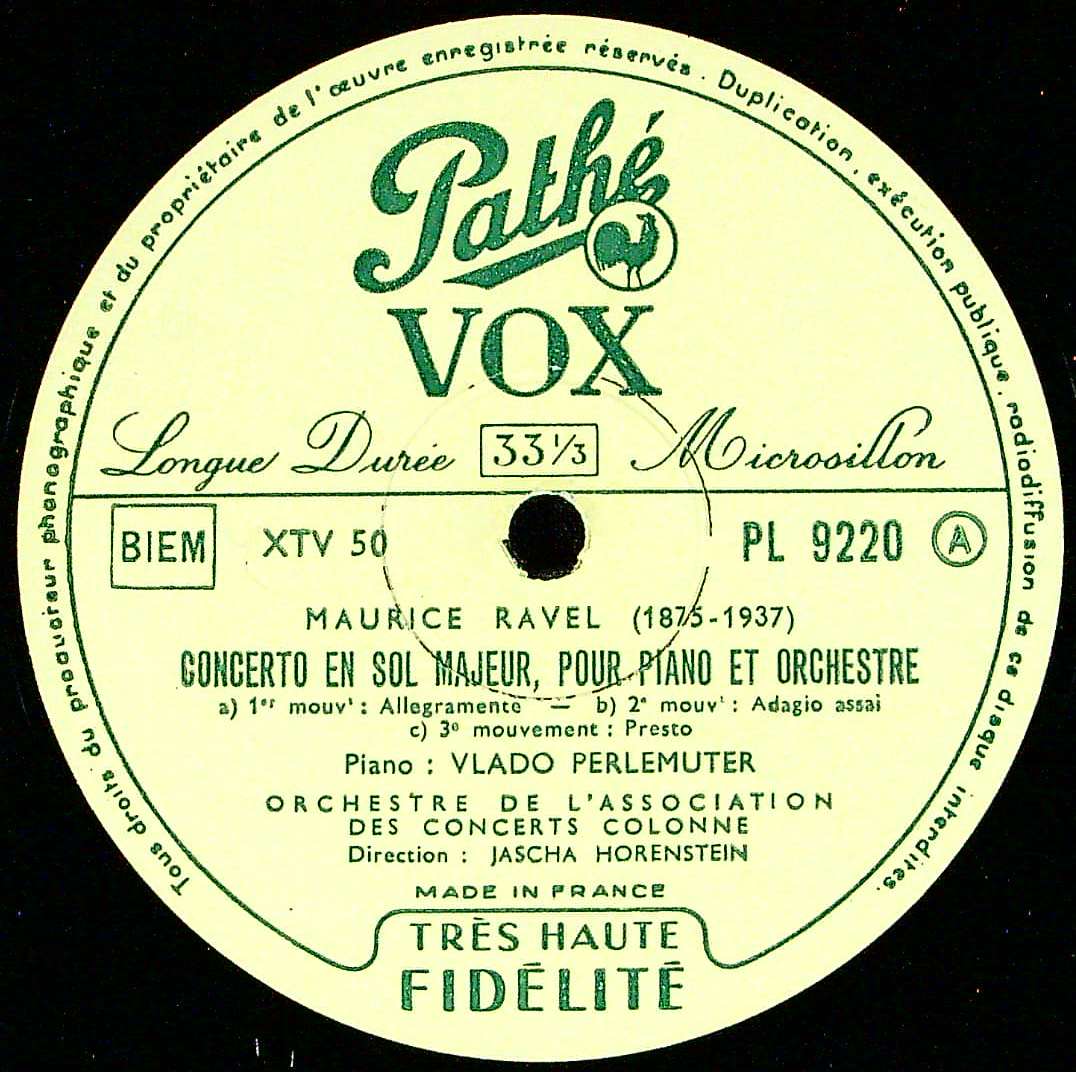 Tous droits du producteur phonographique et du propriétaire de l'œuvre enregistrée réservés. Duplication, exécution publique, radiodiffusion de ce disque interdites.
Pathé
VOX
Longue Durée 33 1/3 Microsillon
BIEM XTV 50 PL 9220 A
MAURICE RAVEL (1875-1937)
CONCERTO EN SOL MAJEUR, POUR PIANO ET ORCHESTRE
a) 1er mouvt : Allegramente — b) 2e mouvt : Adagio assai
c) 3e mouvement : Presto
Piano : VLADO PERLEMUTER
ORCHESTRE DE L'ASSOCIATION
DES CONCERTS COLONNE
Direction : JASCHA HORENSTEIN
MADE IN FRANCE
TRÈS HAUTE
FIDÉLITÉ